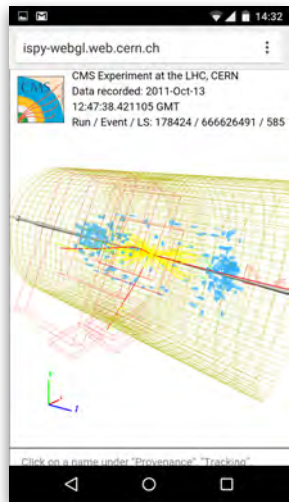 14:32
ispy-webgl.web.cern.ch
CMS
CMS Experiment at the LHC, CERN
Data recorded: 2011-Oct-13
12:47:38.421105 GMT
Run / Event / LS: 178424 / 666626491 / 585
Click on a name under "Provenance", "Tracking",